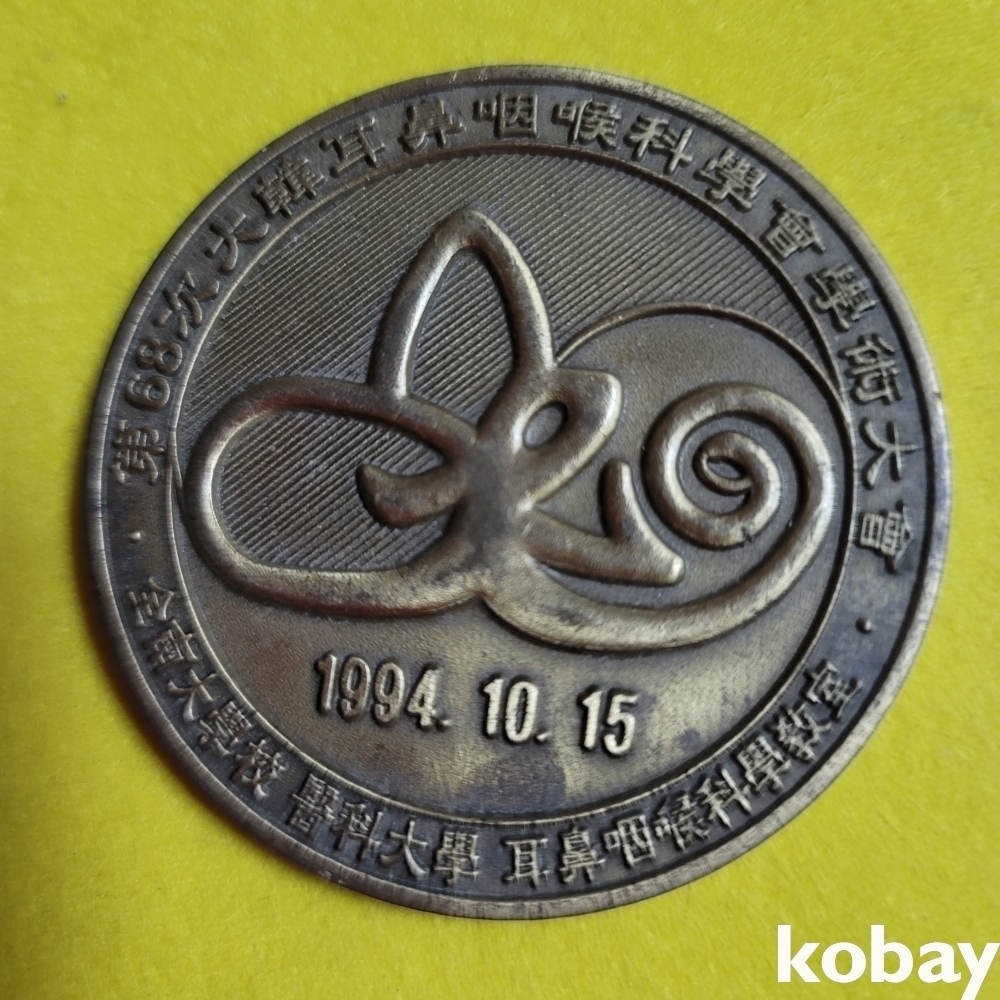 第68次大韓耳鼻咽喉科學會學術大會
1994. 10. 15
全南大學校 醫科大學 耳鼻咽喉科學敎室
kobay